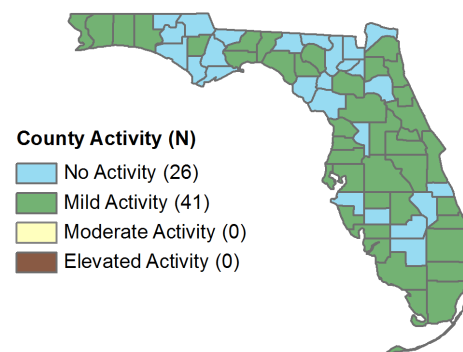 County Activity (N)
No Activity (26)
Mild Activity (41)
Moderate Activity (0)
Elevated Activity (0)